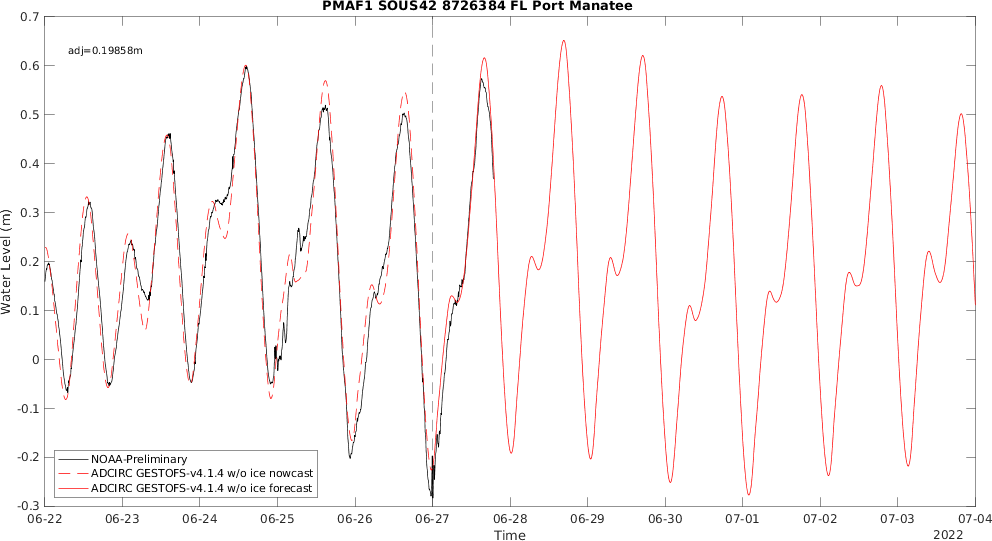 PMAF1 SOUS42 8726384 FL Port Manatee
adj=0.19858m
Water Level (m)
0.7
0.6
0.5
0.4
0.3
0.2
0.1
0
-0.1
-0.2
-0.3
NOAA-Preliminary
ADCIRC GESTOFS-v4.1.4 w/o ice nowcast
ADCIRC GESTOFS-v4.1.4 w/o ice forecast
06-22 06-23 06-24 06-25 06-26 06-27 06-28 06-29 06-30 07-01 07-02 07-03 07-04
Time
2022